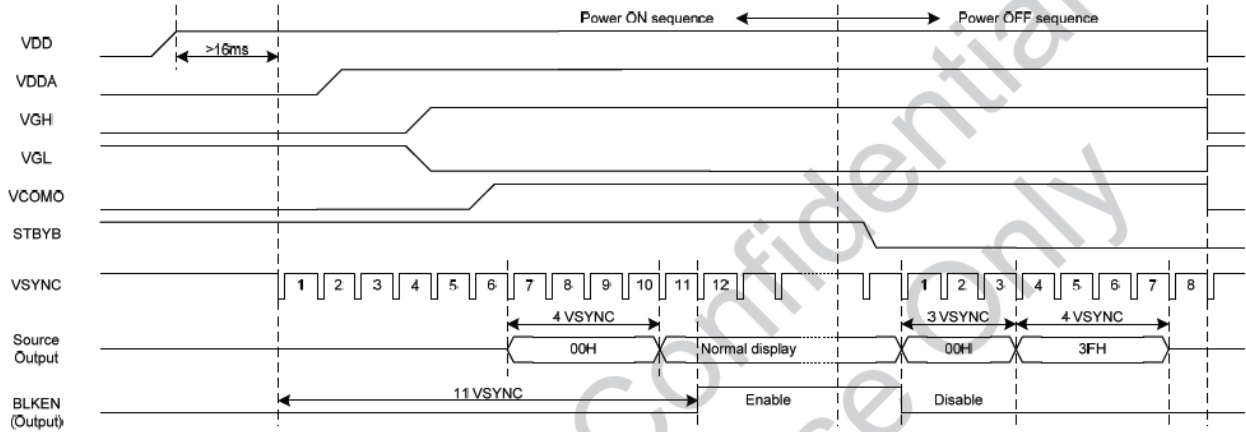 Power ON sequence
Power OFF sequence
VDD
>16ms
VDDA
VGH
VGL
VCOMO
STBYB
VSYNC
1 2 3 4 5 6 7 8 9 10 11 12 1 2 3 4 5 6 7 8
4 VSYNC
3 VSYNC
4 VSYNC
Source
Output
00H
Normal display
00H
3FH
11 VSYNC
Enable
Disable
BLKEN
(Output)
Confidential
Only